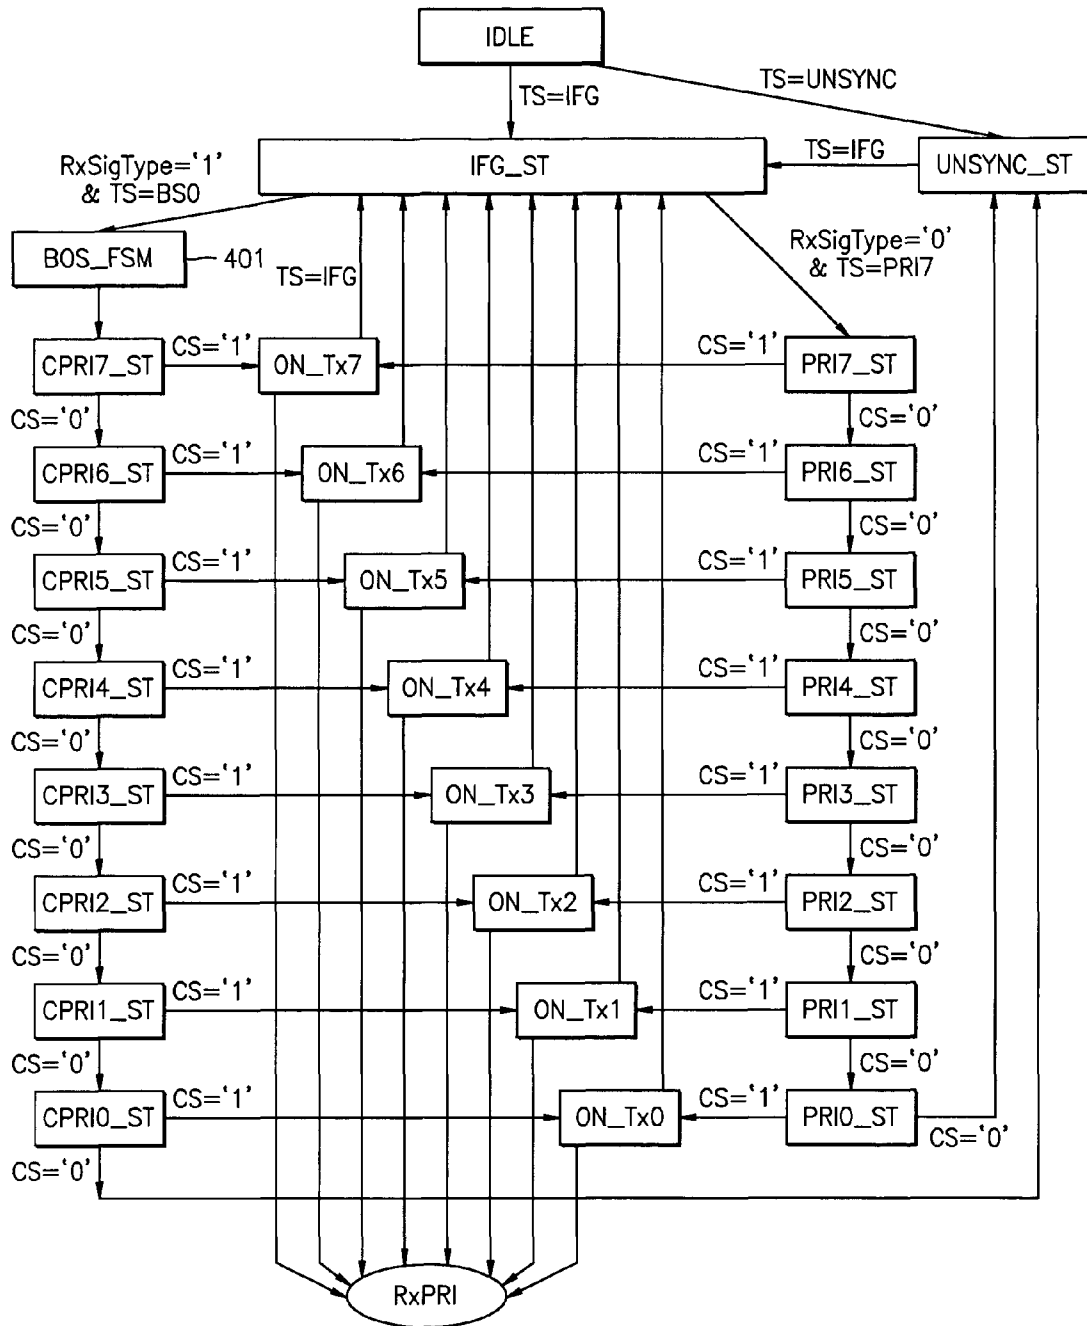 IDLE
TS=UNSYNC
TS=IFG
IFG_ST
TS=IFG
UNSYNC_ST
RxSigType='1'
& TS=BS0
BOS_FSM
401
TS=IFG
RxSigType='0'
& TS=PRI7
CPRI7_ST
CS='1'
ON_Tx7
CS='1'
PRI7_ST
CS='0'
CS='0'
CPRI6_ST
CS='1'
ON_Tx6
CS='1'
PRI6_ST
CS='0'
CS='0'
CPRI5_ST
CS='1'
ON_Tx5
CS='1'
PRI5_ST
CS='0'
CS='0'
CPRI4_ST
CS='1'
ON_Tx4
CS='1'
PRI4_ST
CS='0'
CS='0'
CPRI3_ST
CS='1'
ON_Tx3
CS='1'
PRI3_ST
CS='0'
CS='0'
CPRI2_ST
CS='1'
ON_Tx2
CS='1'
PRI2_ST
CS='0'
CS='0'
CPRI1_ST
CS='1'
ON_Tx1
CS='1'
PRI1_ST
CS='0'
CS='0'
CPRI0_ST
CS='1'
ON_Tx0
CS='1'
PRI0_ST
CS='0'
CS='0'
RxPRI